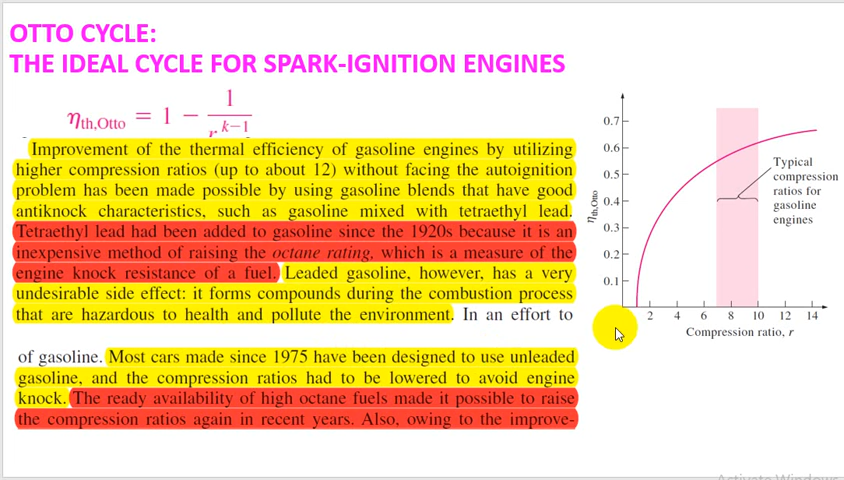 OTTO CYCLE:
THE IDEAL CYCLE FOR SPARK-IGNITION ENGINES
η th,Otto = 1 − 1 / r^k−1
Improvement of the thermal efficiency of gasoline engines by utilizing
higher compression ratios (up to about 12) without facing the autoignition
problem has been made possible by using gasoline blends that have good
antiknock characteristics, such as gasoline mixed with tetraethyl lead.
Tetraethyl lead had been added to gasoline since the 1920s because it is an
inexpensive method of raising the octane rating, which is a measure of the
engine knock resistance of a fuel. Leaded gasoline, however, has a very
undesirable side effect: it forms compounds during the combustion process
that are hazardous to health and pollute the environment. In an effort to
of gasoline. Most cars made since 1975 have been designed to use unleaded
gasoline, and the compression ratios had to be lowered to avoid engine
knock. The ready availability of high octane fuels made it possible to raise
the compression ratios again in recent years. Also, owing to the improve-
0.7
0.6
0.5
0.4
0.3
0.2
0.1
η th,Otto
Typical
compression
ratios for
gasoline
engines
2 4 6 8 10 12 14
Compression ratio, r
Activate Windows